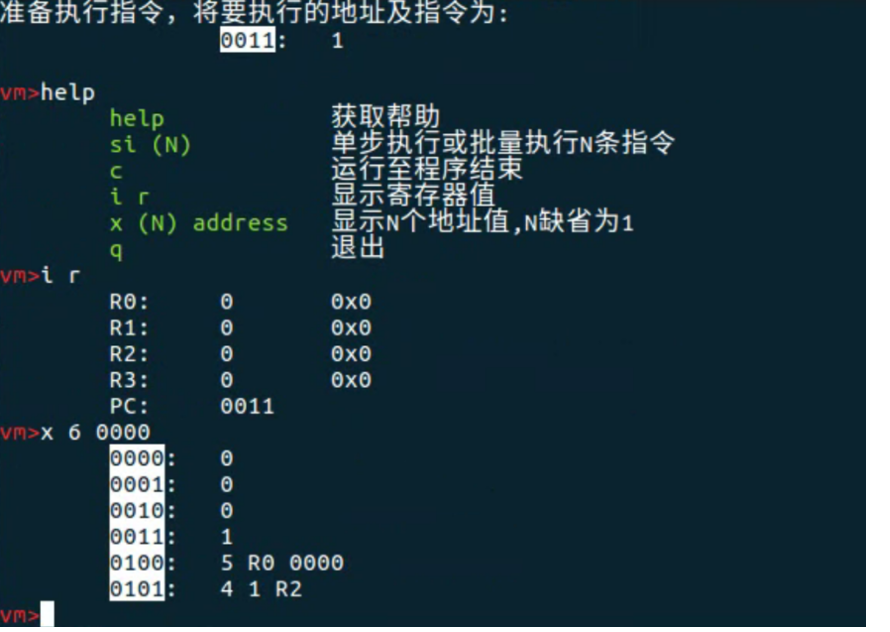 准备执行指令，将要执行的地址及指令为：
0011: 1
vm>help
help 获取帮助
si (N) 单步执行或批量执行N条指令
c 运行至程序结束
i r 显示寄存器值
x (N) address 显示N个地址值,N缺省为1
q 退出
vm>i r
R0: 0 0x0
R1: 0 0x0
R2: 0 0x0
R3: 0 0x0
PC: 0011
vm>x 6 0000
0000: 0
0001: 0
0010: 0
0011: 1
0100: 5 R0 0000
0101: 4 1 R2
vm>